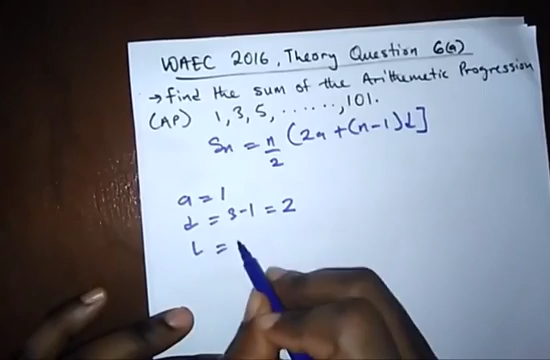 WAEC 2016, Theory Question 6(a)
→ find the sum of the Arithemetic Progression
(AP) 1, 3, 5, ......., 101.
Sn = n/2 (2a + (n-1)d]
a = 1
d = 3-1 = 2
L =